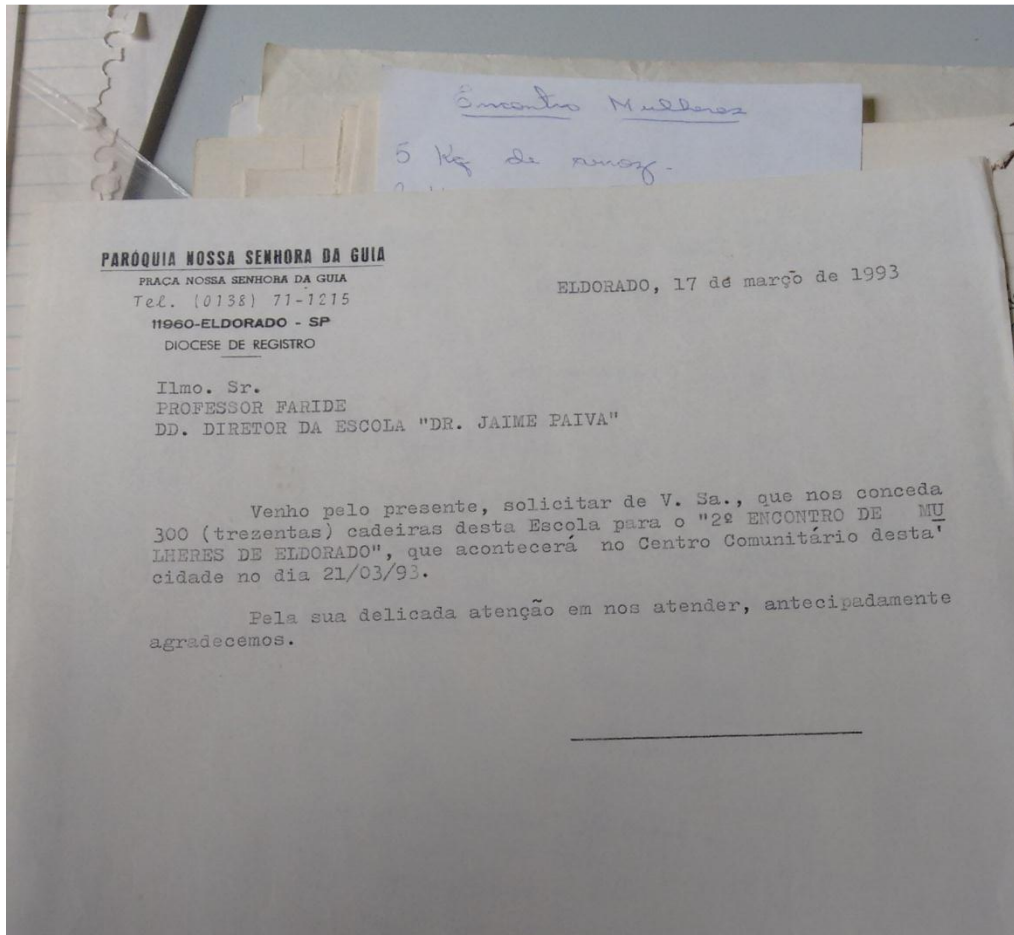 Encontro Mulheres
5 Kg de arroz.
PARÓQUIA NOSSA SENHORA DA GUIA
PRAÇA NOSSA SENHORA DA GUIA
Tel. (0138) 71-1215
11960-ELDORADO - SP
DIOCESE DE REGISTRO
ELDORADO, 17 de março de 1993
Ilmo. Sr.
PROFESSOR FARIDE
DD. DIRETOR DA ESCOLA "DR. JAIME PAIVA"
Venho pelo presente, solicitar de V. Sa., que nos conceda
300 (trezentas) cadeiras desta Escola para o "2º ENCONTRO DE MU
LHERES DE ELDORADO", que acontecerá no Centro Comunitário desta'
cidade no dia 21/03/93.
Pela sua delicada atenção em nos atender, antecipadamente
agradecemos.